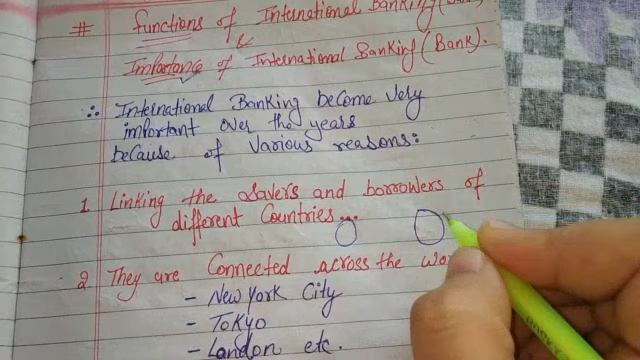 # Functions of International Banking
Importance of International Banking (Bank).
∴ International Banking become very
important over the years
because of various reasons:
1 Linking the Savers and borrowers of
different Countries...
2 They are Connected across the
- New York City
- Tokyo
- London etc.